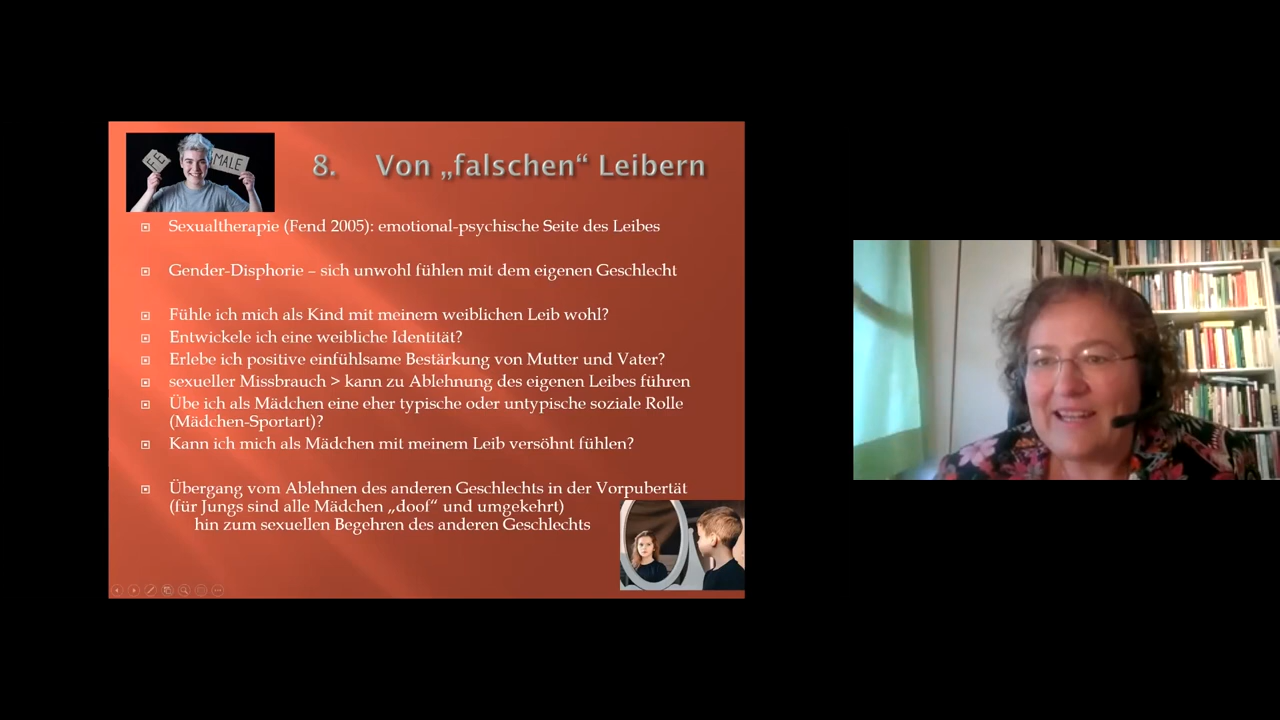 FE
MALE
8. Von „falschen“ Leibern
Sexualtherapie (Fend 2005): emotional-psychische Seite des Leibes
Gender-Disphorie – sich unwohl fühlen mit dem eigenen Geschlecht
Fühle ich mich als Kind mit meinem weiblichen Leib wohl?
Entwickele ich eine weibliche Identität?
Erlebe ich positive einfühlsame Bestärkung von Mutter und Vater?
sexueller Missbrauch > kann zu Ablehnung des eigenen Leibes führen
Übe ich als Mädchen eine eher typische oder untypische soziale Rolle
(Mädchen-Sportart)?
Kann ich mich als Mädchen mit meinem Leib versöhnt fühlen?
Übergang vom Ablehnen des anderen Geschlechts in der Vorpubertät
(für Jungs sind alle Mädchen „doof“ und umgekehrt)
hin zum sexuellen Begehren des anderen Geschlechts